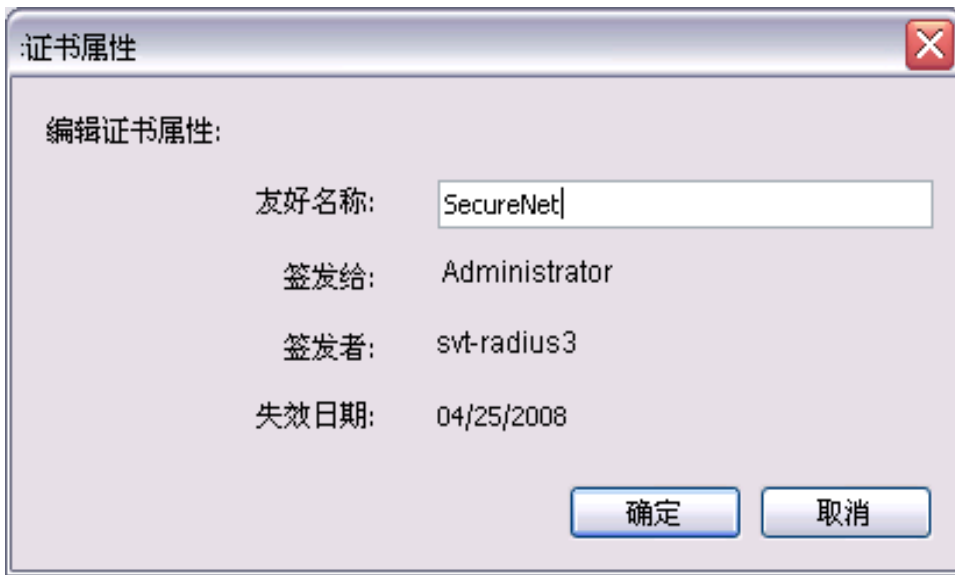 证书属性
编辑证书属性:
友好名称: SecureNet
签发给: Administrator
签发者: svt-radius3
失效日期: 04/25/2008
确定 取消